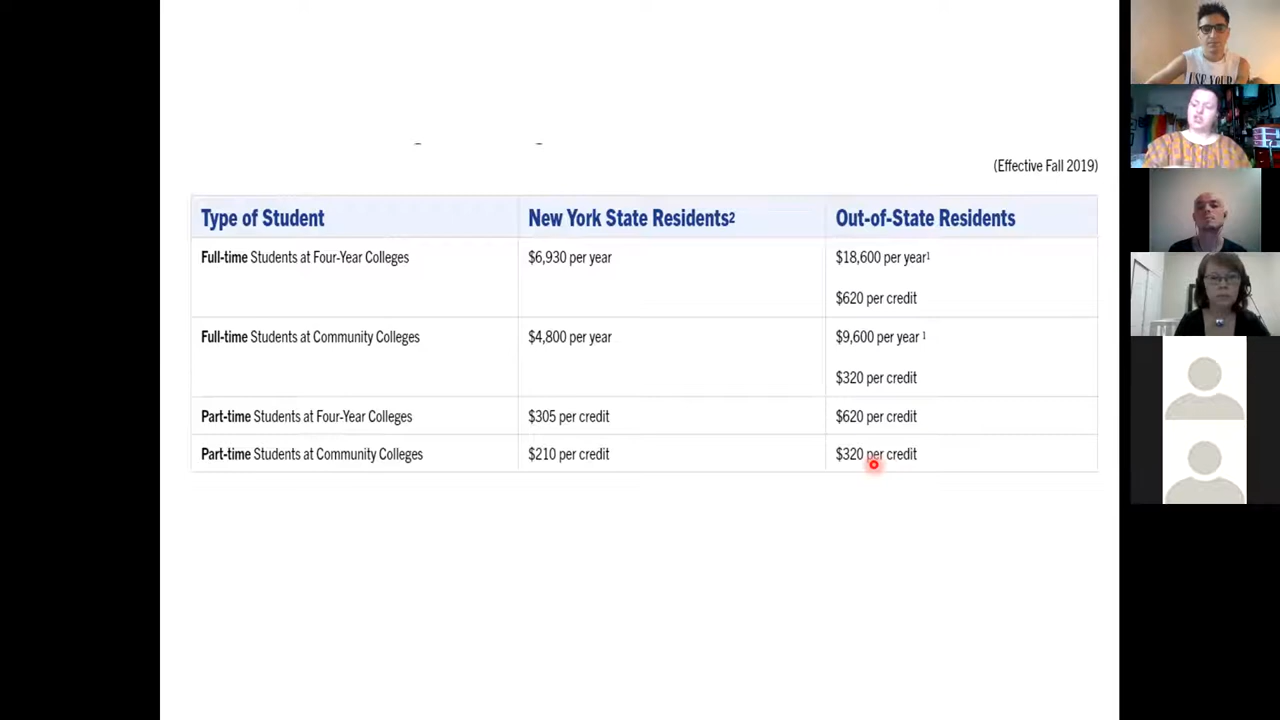 (Effective Fall 2019)
Type of Student New York State Residents2 Out-of-State Residents
Full-time Students at Four-Year Colleges $6,930 per year $18,600 per year1
$620 per credit
Full-time Students at Community Colleges $4,800 per year $9,600 per year 1
$320 per credit
Part-time Students at Four-Year Colleges $305 per credit $620 per credit
Part-time Students at Community Colleges $210 per credit $320 per credit
USE YOUR